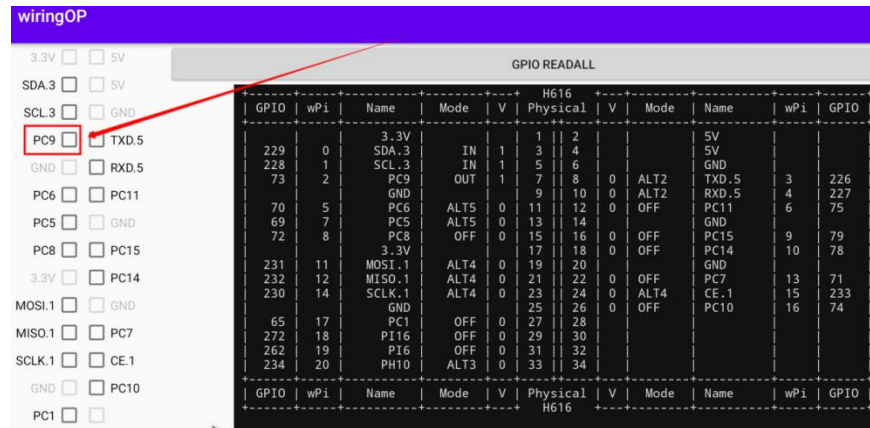 wiringOP
3.3V 5V
SDA.3 5V
SCL.3 GND
PC9 TXD.5
GND RXD.5
PC6 PC11
PC5 GND
PC8 PC15
3.3V PC14
MOSI.1 GND
MISO.1 PC7
SCLK.1 CE.1
GND PC10
PC1
GPIO READALL
+------+-----+----------+--------+---+ H616 +---+--------+----------+-----+------+
| GPIO | wPi | Name | Mode | V | Physical | V | Mode | Name | wPi | GPIO |
+------+-----+----------+--------+---+----++----+---+--------+----------+-----+------+
| | | 3.3V | | | 1 || 2 | | | 5V | | |
| 229 | 0 | SDA.3 | IN | 1 | 3 || 4 | | | 5V | | |
| 228 | 1 | SCL.3 | IN | 1 | 5 || 6 | | | GND | | |
| 73 | 2 | PC9 | OUT | 1 | 7 || 8 | 0 | ALT2 | TXD.5 | 3 | 226 |
| | | GND | | | 9 || 10 | 0 | ALT2 | RXD.5 | 4 | 227 |
| 70 | 5 | PC6 | ALT5 | 0 | 11 || 12 | 0 | OFF | PC11 | 6 | 75 |
| 69 | 7 | PC5 | ALT5 | 0 | 13 || 14 | | | GND | | |
| 72 | 8 | PC8 | OFF | 0 | 15 || 16 | 0 | OFF | PC15 | 9 | 79 |
| | | 3.3V | | | 17 || 18 | 0 | OFF | PC14 | 10 | 78 |
| 231 | 11 | MOSI.1 | ALT4 | 0 | 19 || 20 | | | GND | | |
| 232 | 12 | MISO.1 | ALT4 | 0 | 21 || 22 | 0 | OFF | PC7 | 13 | 71 |
| 230 | 14 | SCLK.1 | ALT4 | 0 | 23 || 24 | 0 | ALT4 | CE.1 | 15 | 233 |
| | | GND | | | 25 || 26 | 0 | OFF | PC10 | 16 | 74 |
| 65 | 17 | PC1 | OFF | 0 | 27 || 28 | | | | | |
| 272 | 18 | PI16 | OFF | 0 | 29 || 30 | | | | | |
| 262 | 19 | PI6 | OFF | 0 | 31 || 32 | | | | | |
| 234 | 20 | PH10 | ALT3 | 0 | 33 || 34 | | | | | |
+------+-----+----------+--------+---+----++----+---+--------+----------+-----+------+
| GPIO | wPi | Name | Mode | V | Physical | V | Mode | Name | wPi | GPIO |
+------+-----+----------+--------+---+ H616 +---+--------+----------+-----+------+